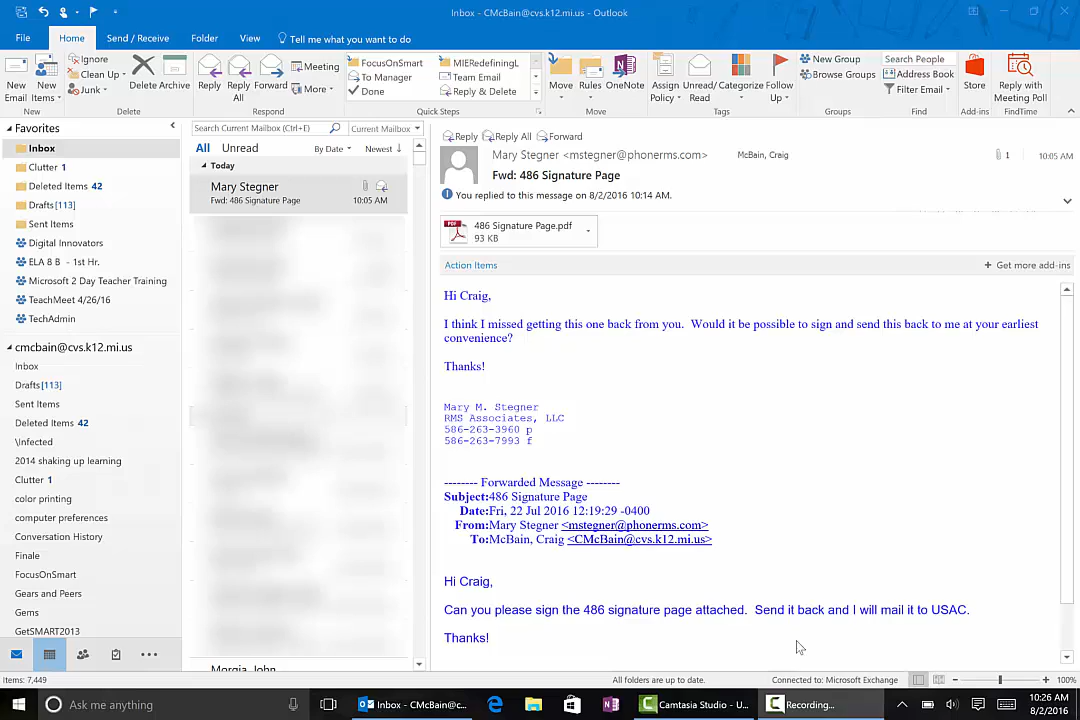 Inbox - CMcBain@cvs.k12.mi.us - Outlook
File Home Send / Receive Folder View Tell me what you want to do
New Email
New Items
New
Ignore
Clean Up
Junk
Delete
Archive
Delete
Reply
Reply All
Forward
Meeting
More
Respond
FocusOnSmart
To Manager
Done
MIERedefiningL
Team Email
Reply & Delete
Quick Steps
Move
Rules
OneNote
Move
Assign Policy
Unread/ Read
Categorize
Follow Up
Tags
New Group
Browse Groups
Groups
Search People
Address Book
Filter Email
Find
Store
Add-ins
Reply with Meeting Poll
FindTime
Favorites
Inbox
Clutter 1
Deleted Items 42
Drafts [113]
Sent Items
Digital Innovators
ELA 8 B - 1st Hr.
Microsoft 2 Day Teacher Training
TeachMeet 4/26/16
TechAdmin
cmcbain@cvs.k12.mi.us
Inbox
Drafts [113]
Sent Items
Deleted Items 42
\Infected
2014 shaking up learning
Clutter 1
color printing
computer presentations
Conversation History
Finale
FocusOnSmart
Gears and Peers
Gems
GetSMART2013
Search Current Mailbox (Ctrl+E) Current Mailbox
All Unread By Date Newest
Today
Mary Stegner
Fwd: 486 Signature Page 10:05 AM
Morgia, John
Reply Reply All Forward
Mary Stegner <mstegner@phonerms.com> McBain, Craig 1 10:05 AM
Fwd: 486 Signature Page
You replied to this message on 8/2/2016 10:14 AM.
PDF
486 Signature Page.pdf
93 KB
Action Items + Get more add-ins
Hi Craig,
I think I missed getting this one back from you. Would it be possible to sign and send this back to me at your earliest
convenience?
Thanks!
Mary M. Stegner
RMS Associates, LLC
586-263-3960 p
586-263-7993 f
-------- Forwarded Message --------
Subject:486 Signature Page
Date:Fri, 22 Jul 2016 12:19:29 -0400
From:Mary Stegner <mstegner@phonerms.com>
To:McBain, Craig <CMcBain@cvs.k12.mi.us>
Hi Craig,
Can you please sign the 486 signature page attached. Send it back and I will mail it to USAC.
Thanks!
Items: 7,449 All folders are up to date. Connected to: Microsoft Exchange 100%
Ask me anything
Inbox - CMcBain@c...
Camtasia Studio - U...
Recording...
10:26 AM
8/2/2016